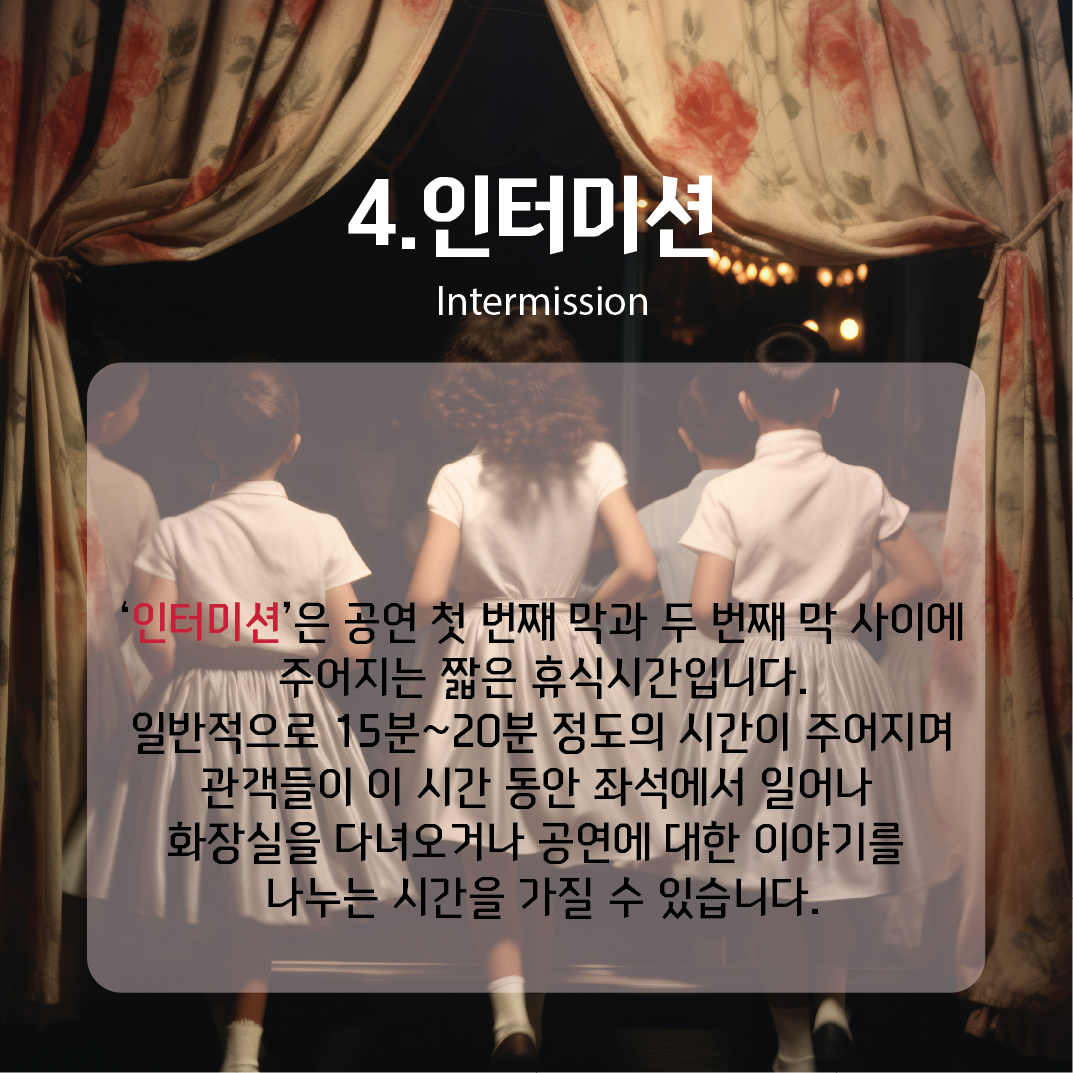 4.인터미션
Intermission
‘인터미션’은 공연 첫 번째 막과 두 번째 막 사이에
주어지는 짧은 휴식시간입니다.
일반적으로 15분~20분 정도의 시간이 주어지며
관객들이 이 시간 동안 좌석에서 일어나
화장실을 다녀오거나 공연에 대한 이야기를
나누는 시간을 가질 수 있습니다.